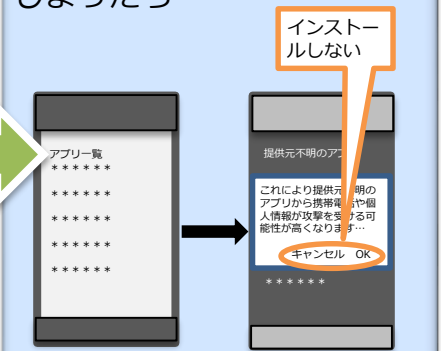 しまったら
インストー
ルしない
アプリ一覧
＊＊＊＊＊＊
＊＊＊＊＊＊
＊＊＊＊＊＊
＊＊＊＊＊＊
＊＊＊＊＊＊
提供元不明のア
これにより提供元 明の
アプリから携帯電 や個
人情報が攻撃を受ける可
能性が高くなります…
キャンセル OK
＊＊＊＊＊＊